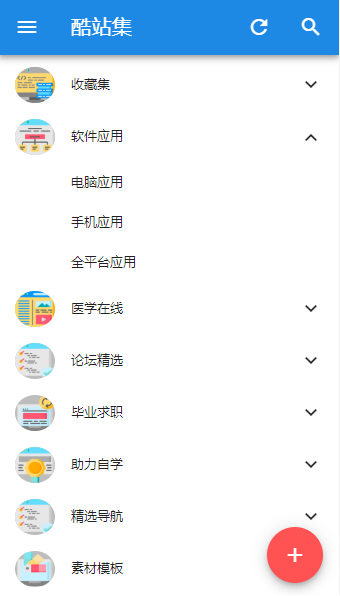 酷站集
收藏集
软件应用
电脑应用
手机应用
全平台应用
医学在线
论坛精选
毕业求职
助力自学
精选导航
素材模板